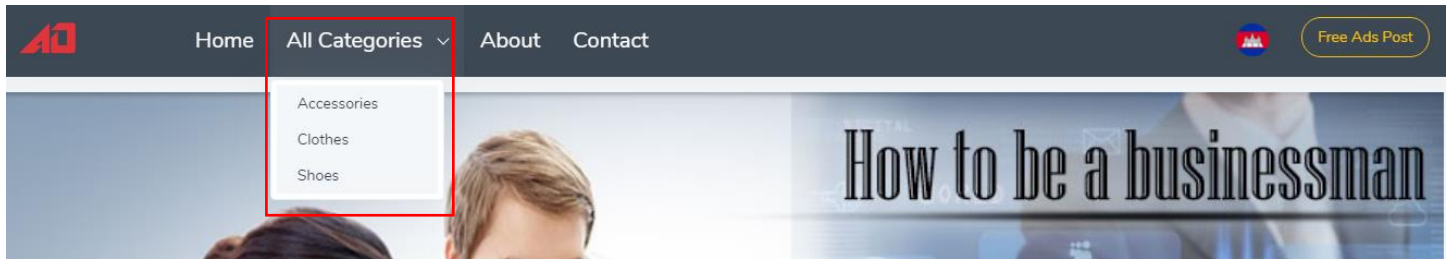 AD
Home All Categories About Contact Free Ads Post
Accessories
Clothes
Shoes
How to be a businessman